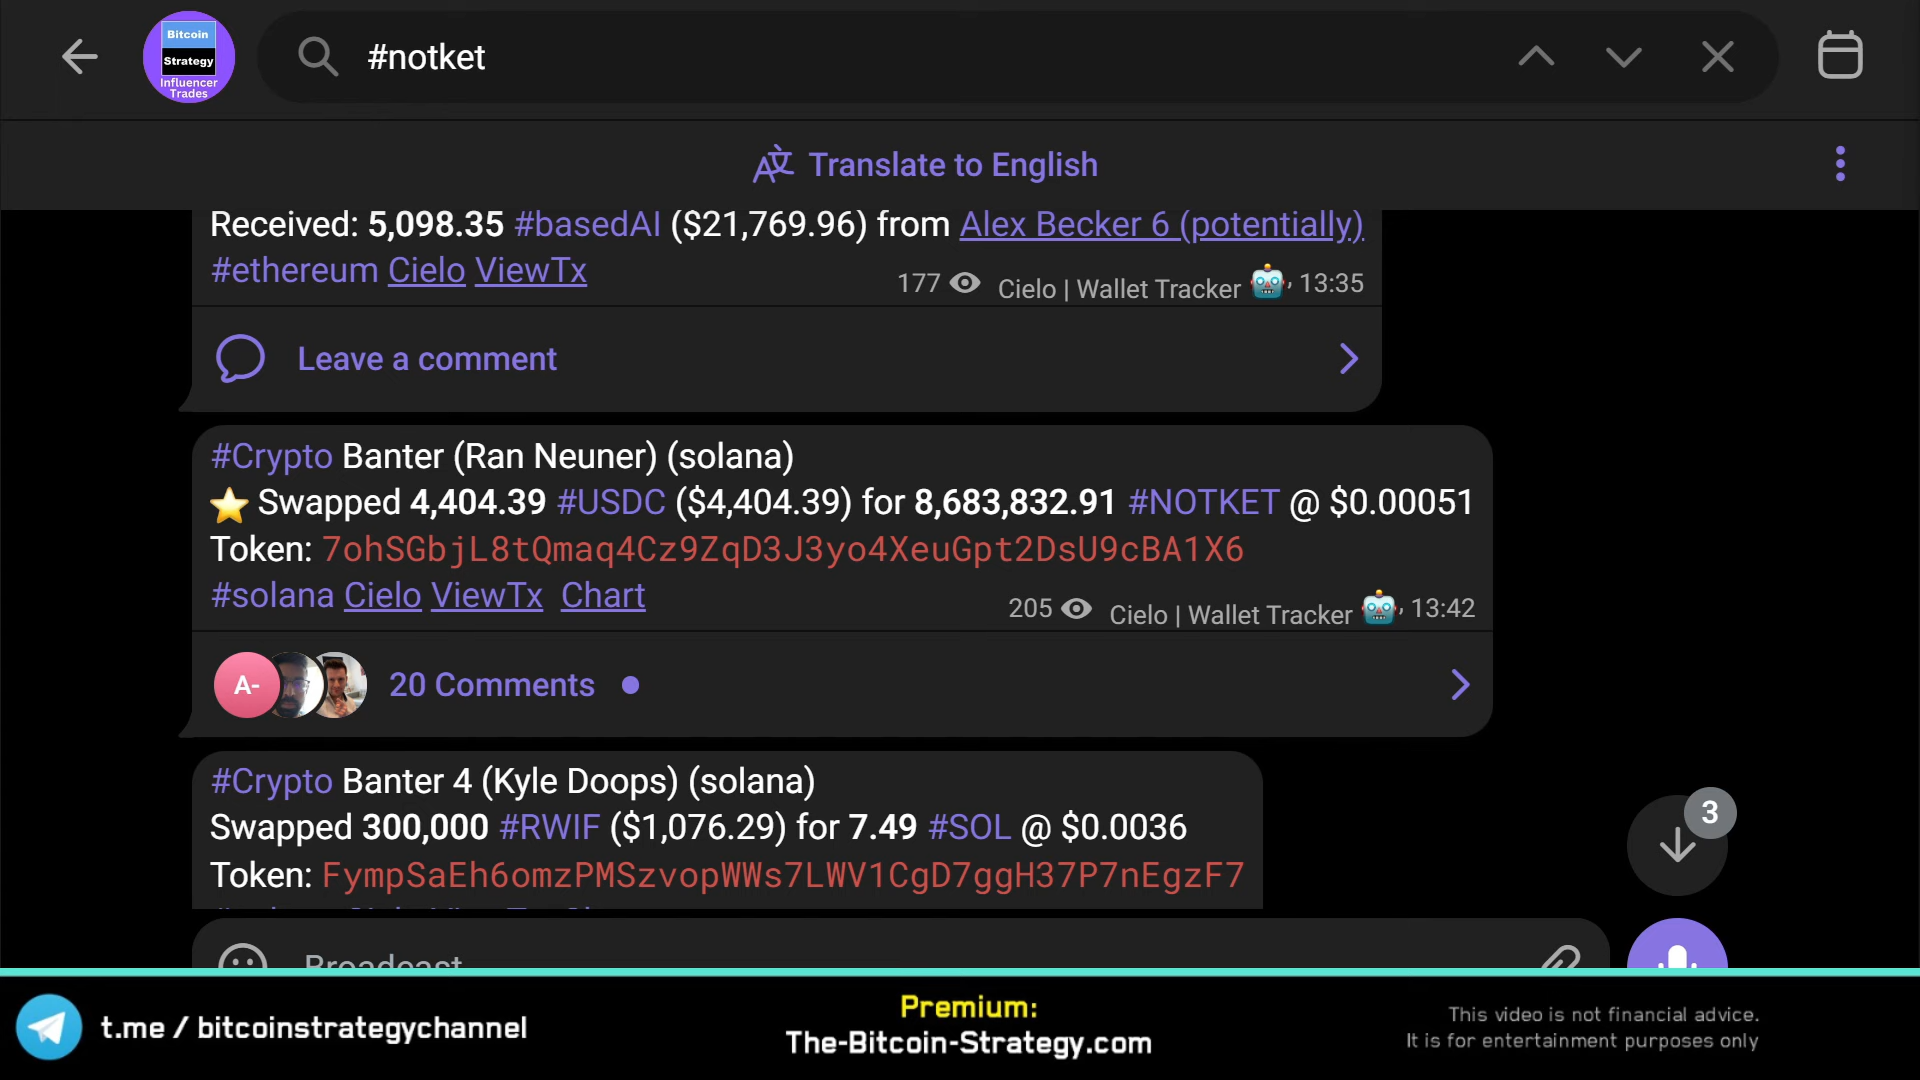 Bitcoin
Strategy
Influencer
Trades
#notket
Translate to English
Received: 5,098.35 #basedAI ($21,769.96) from Alex Becker 6 (potentially)
#ethereum Cielo ViewTx
177 Cielo | Wallet Tracker , 13:35
Leave a comment
#Crypto Banter (Ran Neuner) (solana)
⭐ Swapped 4,404.39 #USDC ($4,404.39) for 8,683,832.91 #NOTKET @ $0.00051
Token: 7ohSGbjL8tQmaq4Cz9ZqD3J3yo4XeuGpt2DsU9cBA1X6
#solana Cielo ViewTx Chart
205 Cielo | Wallet Tracker , 13:42
A-
20 Comments
#Crypto Banter 4 (Kyle Doops) (solana)
Swapped 300,000 #RWIF ($1,076.29) for 7.49 #SOL @ $0.0036
Token: FympSaEh6omzPMSzvopWWs7LWV1CgD7ggH37P7nEgzF7
3
Broadcast
t.me / bitcoinstrategychannel
Premium:
The-Bitcoin-Strategy.com
This video is not financial advice.
It is for entertainment purposes only